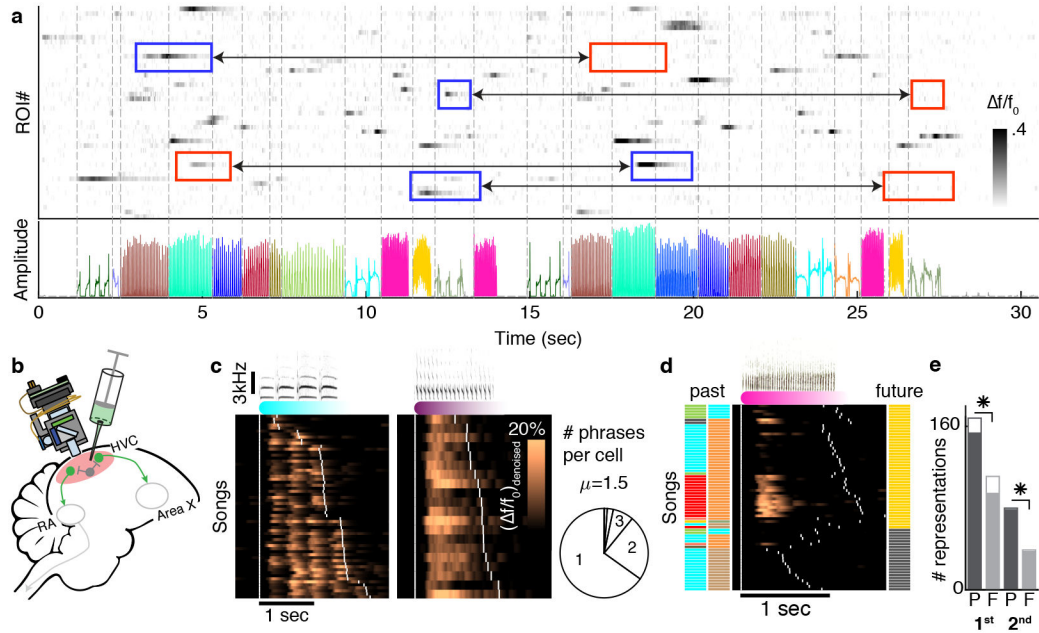 a
ROI#
Δf/f0
.4
Amplitude
0 5 10 15 20 25 30
Time (sec)
b
HVC
RA
Area X
c
3kHz
20%
(Δf/f0)denoised
Songs
1 sec
# phrases
per cell
μ=1.5
1 2 3
d
past
future
Songs
1 sec
e
160
# representations
0
* *
P F P F
1st 2nd